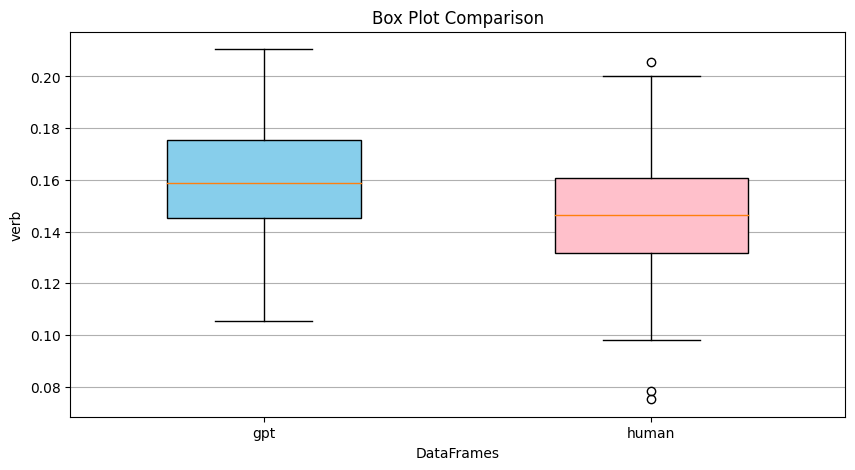 Box Plot Comparison
0.20
0.18
0.16
0.14
0.12
0.10
0.08
verb
gpt
human
DataFrames